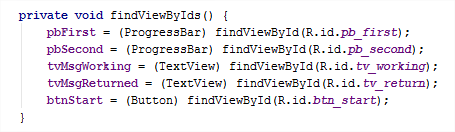 private void findViewByIds() {
    pbFirst = (ProgressBar) findViewById(R.id.pb_first);
    pbSecond = (ProgressBar) findViewById(R.id.pb_second);
    tvMsgWorking = (TextView) findViewById(R.id.tv_working);
    tvMsgReturned = (TextView) findViewById(R.id.tv_return);
    btnStart = (Button) findViewById(R.id.btn_start);
}